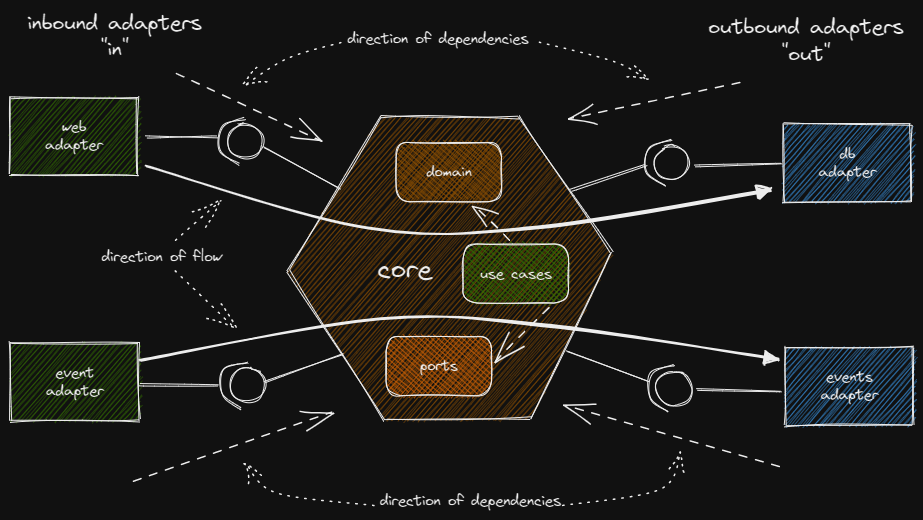 inbound adapters
"in"
direction of dependencies
outbound adapters
"out"
web
adapter
db
adapter
domain
direction of flow
core
use cases
event
adapter
ports
events
adapter
direction of dependencies